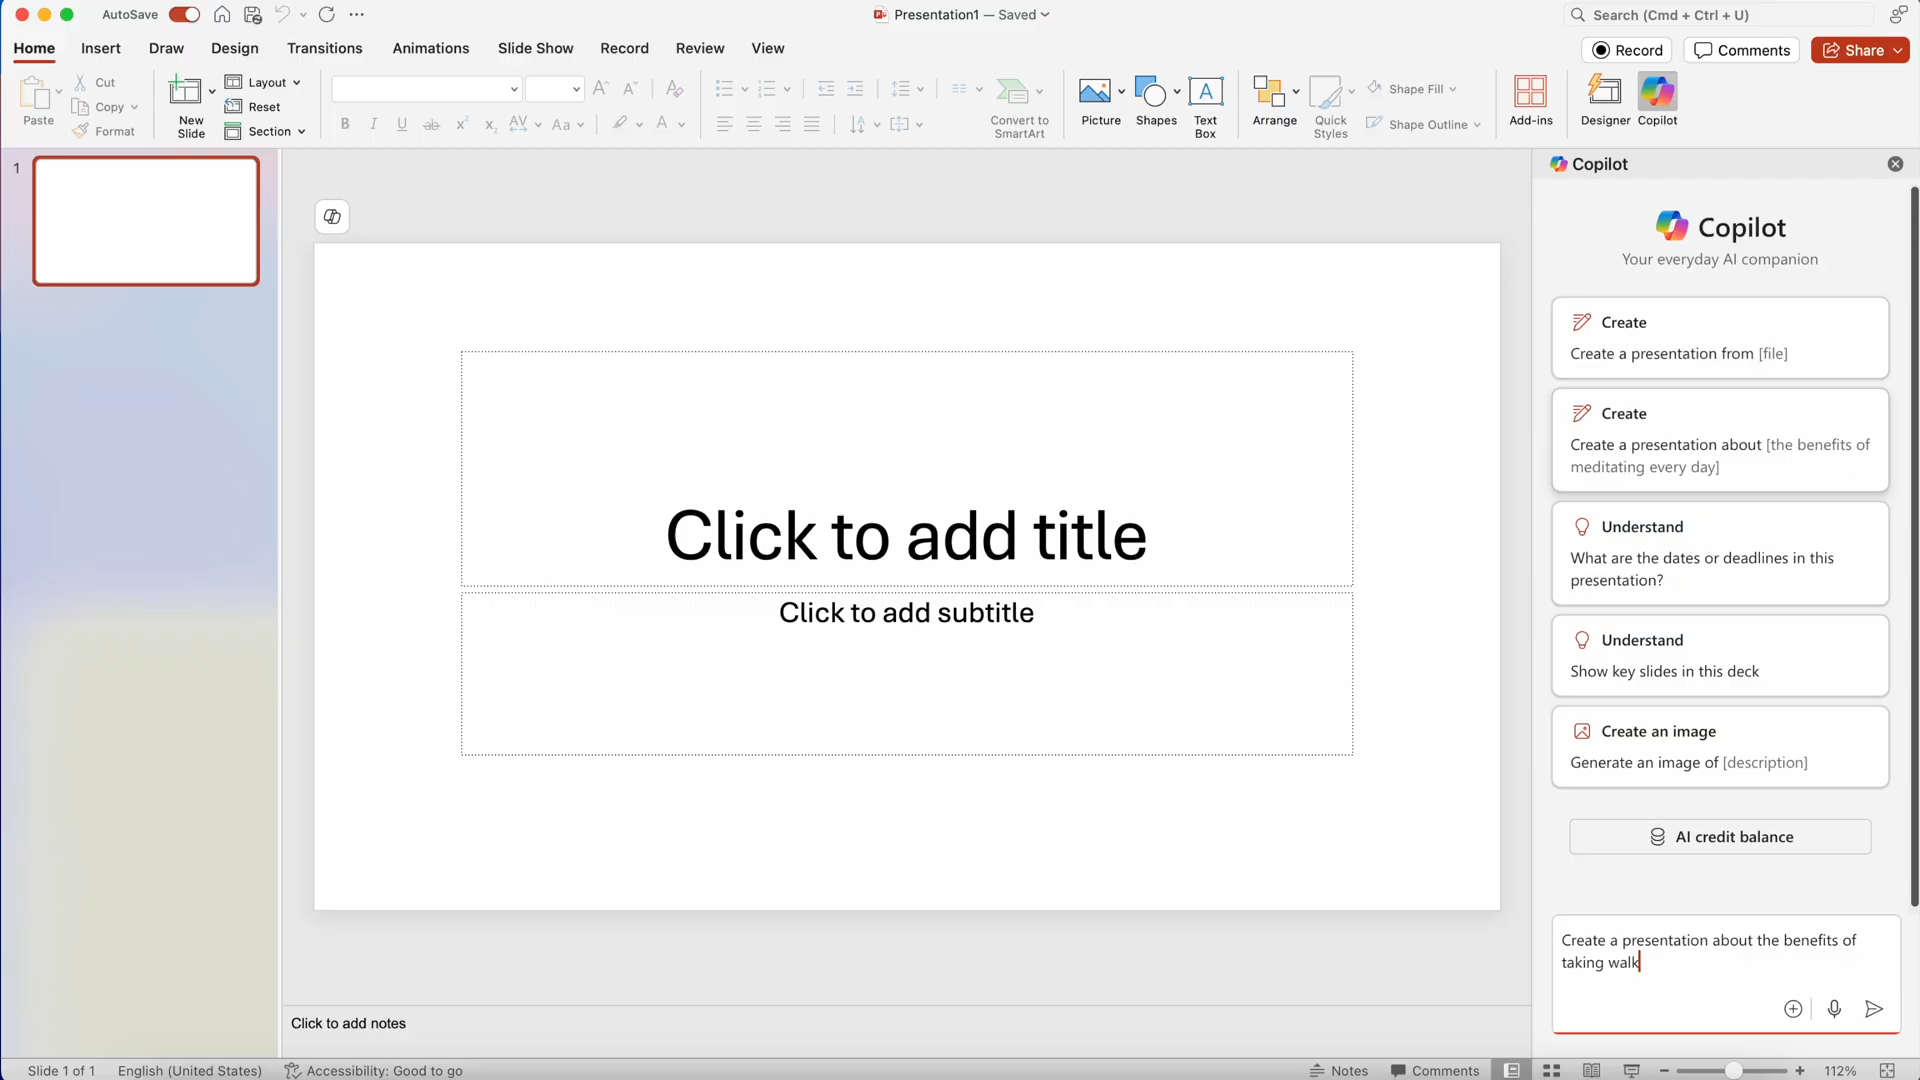 AutoSave
Presentation1 — Saved
Search (Cmd + Ctrl + U)
Home Insert Draw Design Transitions Animations Slide Show Record Review View
Record Comments Share
Paste
Cut
Copy
Format
New Slide
Layout
Reset
Section
B I U ab x² x₂ AV Aa A
Convert to SmartArt
Picture
Shapes
Text Box
Arrange
Quick Styles
Shape Fill
Shape Outline
Add-ins
Designer
Copilot
1
Click to add title
Click to add subtitle
Click to add notes
Copilot
Copilot
Your everyday AI companion
Create
Create a presentation from [file]
Create
Create a presentation about [the benefits of
meditating every day]
Understand
What are the dates or deadlines in this
presentation?
Understand
Show key slides in this deck
Create an image
Generate an image of [description]
AI credit balance
Create a presentation about the benefits of
taking walk
Slide 1 of 1 English (United States) Accessibility: Good to go Notes Comments 112%